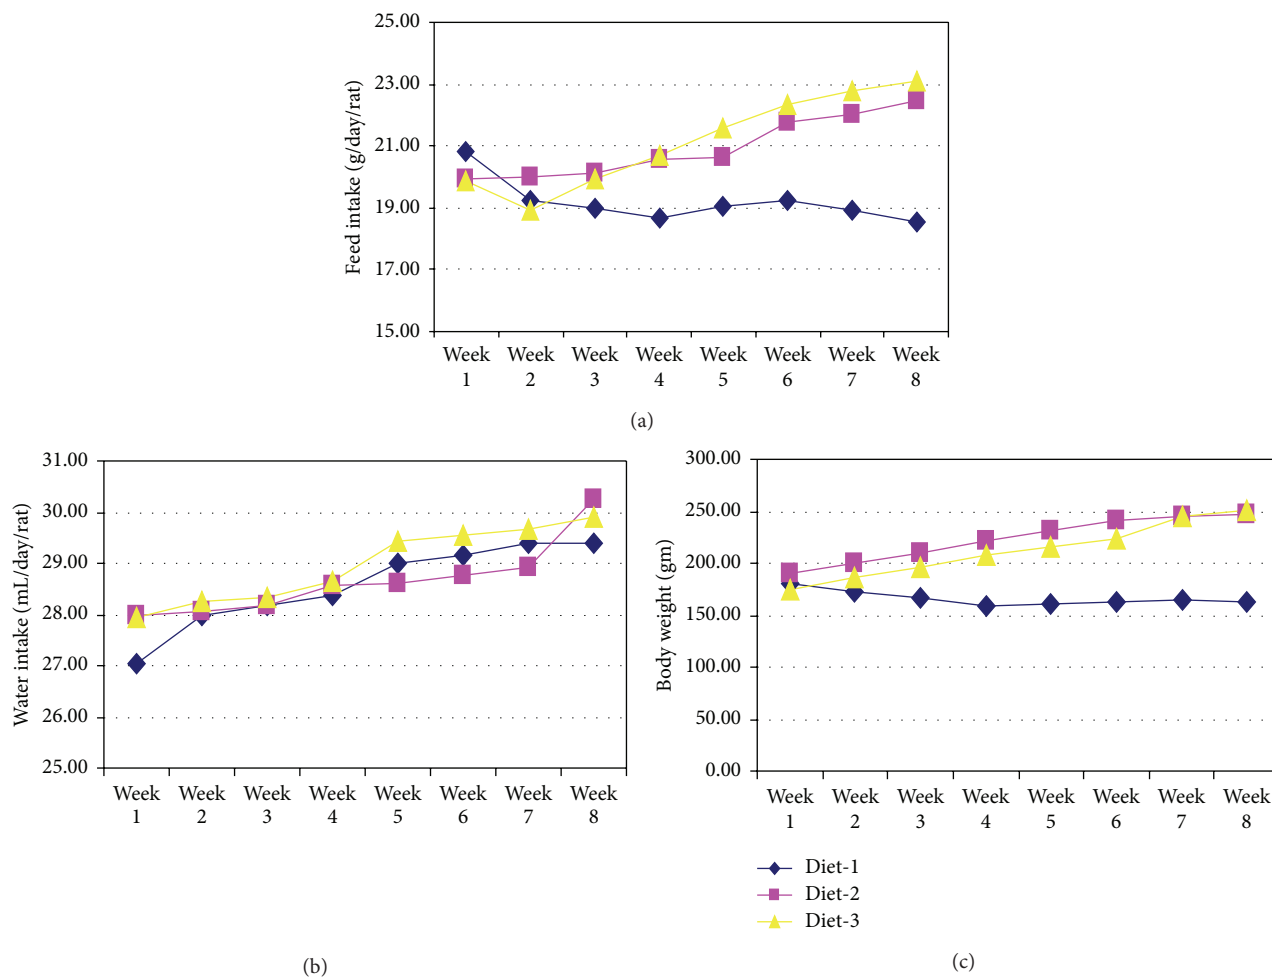 25.00
23.00
21.00
19.00
17.00
15.00
Feed intake (g/day/rat)
Week 1
Week 2
Week 3
Week 4
Week 5
Week 6
Week 7
Week 8
(a)
31.00
30.00
29.00
28.00
27.00
26.00
25.00
Water intake (mL/day/rat)
Week 1
Week 2
Week 3
Week 4
Week 5
Week 6
Week 7
Week 8
(b)
300.00
250.00
200.00
150.00
100.00
50.00
0.00
Body weight (gm)
Week 1
Week 2
Week 3
Week 4
Week 5
Week 6
Week 7
Week 8
Diet-1
Diet-2
Diet-3
(c)